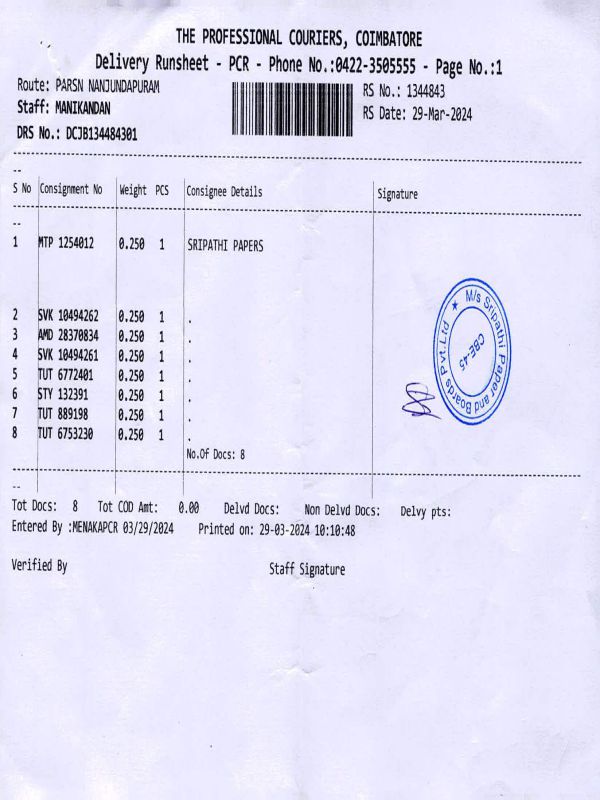 THE PROFESSIONAL COURIERS, COIMBATORE
Delivery Runsheet - PCR - Phone No.:0422-3505555 - Page No.:1
Route: PARSN NANJUNDAPURAM
RS No.: 1344843
Staff: MANIKANDAN
RS Date: 29-Mar-2024
DRS No.: DCJB134484301
--
S No Consignment No Weight PCS Consignee Details Signature
--
1 MTP 1254012 0.250 1 SRIPATHI PAPERS
2 SVK 10494262 0.250 1 .
3 AMD 28370834 0.250 1 .
4 SVK 10494261 0.250 1 .
5 TUT 6772401 0.250 1 .
6 STY 132391 0.250 1 .
7 TUT 889198 0.250 1 .
8 TUT 6753230 0.250 1 .
No.Of Docs: 8
M/s Sripathi Paper and Boards Pvt.Ltd ★
CBE-45
--
Tot Docs: 8 Tot COD Amt: 0.00 Delvd Docs: Non Delvd Docs: Delvy pts:
Entered By :MENAKAPCR 03/29/2024 Printed on: 29-03-2024 10:10:48
Verified By Staff Signature